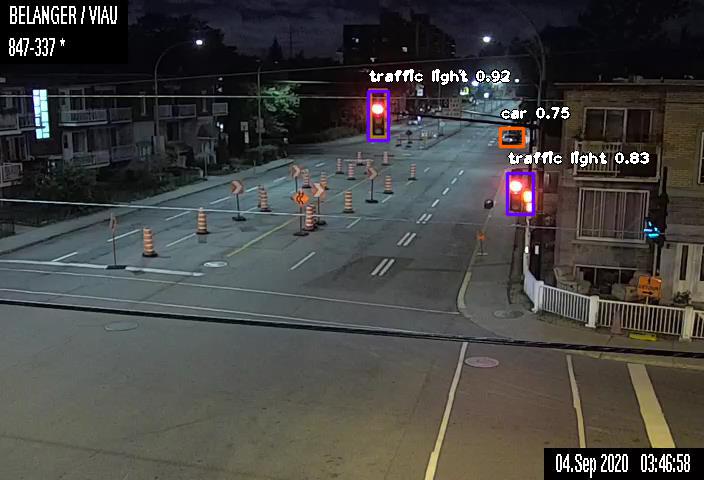 BELANGER / VIAU
847-337 *
traffic light 0.92
car 0.75
traffic light 0.83
04.Sep 2020 03:46:58